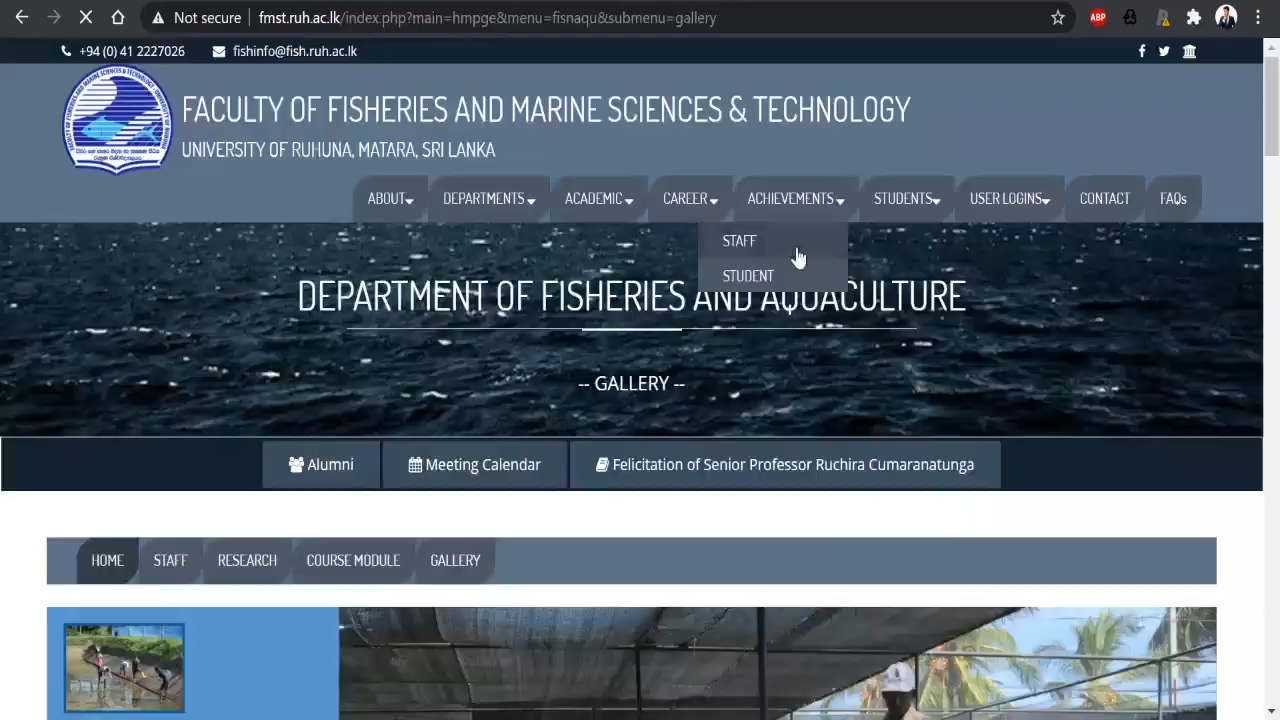 Not secure
fmst.ruh.ac.lk/index.php?main=hmpge&menu=fisnaqu&submenu=gallery
ABP
+94 (0) 41 2227026
fishinfo@fish.ruh.ac.lk
FACULTY OF FISHERIES AND MARINE SCIENCES & TECHNOLOGY
UNIVERSITY OF RUHUNA, MATARA, SRI LANKA
ABOUT
DEPARTMENTS
ACADEMIC
CAREER
ACHIEVEMENTS
STUDENTS
USER LOGINS
CONTACT
FAQs
STAFF
STUDENT
DEPARTMENT OF FISHERIES AND AQUACULTURE
-- GALLERY --
Alumni
Meeting Calendar
Felicitation of Senior Professor Ruchira Cumaranatunga
HOME
STAFF
RESEARCH
COURSE MODULE
GALLERY